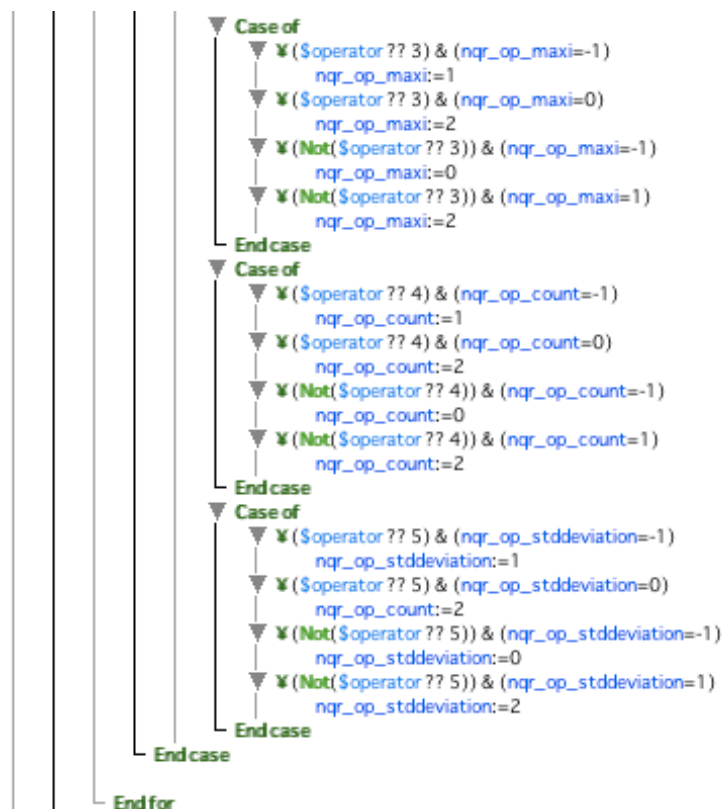 Case of
¥ ($operator ?? 3) & (nqr_op_maxi=-1)
nqr_op_maxi:=1
¥ ($operator ?? 3) & (nqr_op_maxi=0)
nqr_op_maxi:=2
¥ (Not($operator ?? 3)) & (nqr_op_maxi=-1)
nqr_op_maxi:=0
¥ (Not($operator ?? 3)) & (nqr_op_maxi=1)
nqr_op_maxi:=2
End case
Case of
¥ ($operator ?? 4) & (nqr_op_count=-1)
nqr_op_count:=1
¥ ($operator ?? 4) & (nqr_op_count=0)
nqr_op_count:=2
¥ (Not($operator ?? 4)) & (nqr_op_count=-1)
nqr_op_count:=0
¥ (Not($operator ?? 4)) & (nqr_op_count=1)
nqr_op_count:=2
End case
Case of
¥ ($operator ?? 5) & (nqr_op_stddeviation=-1)
nqr_op_stddeviation:=1
¥ ($operator ?? 5) & (nqr_op_stddeviation=0)
nqr_op_count:=2
¥ (Not($operator ?? 5)) & (nqr_op_stddeviation=-1)
nqr_op_stddeviation:=0
¥ (Not($operator ?? 5)) & (nqr_op_stddeviation=1)
nqr_op_stddeviation:=2
End case
End case
End for